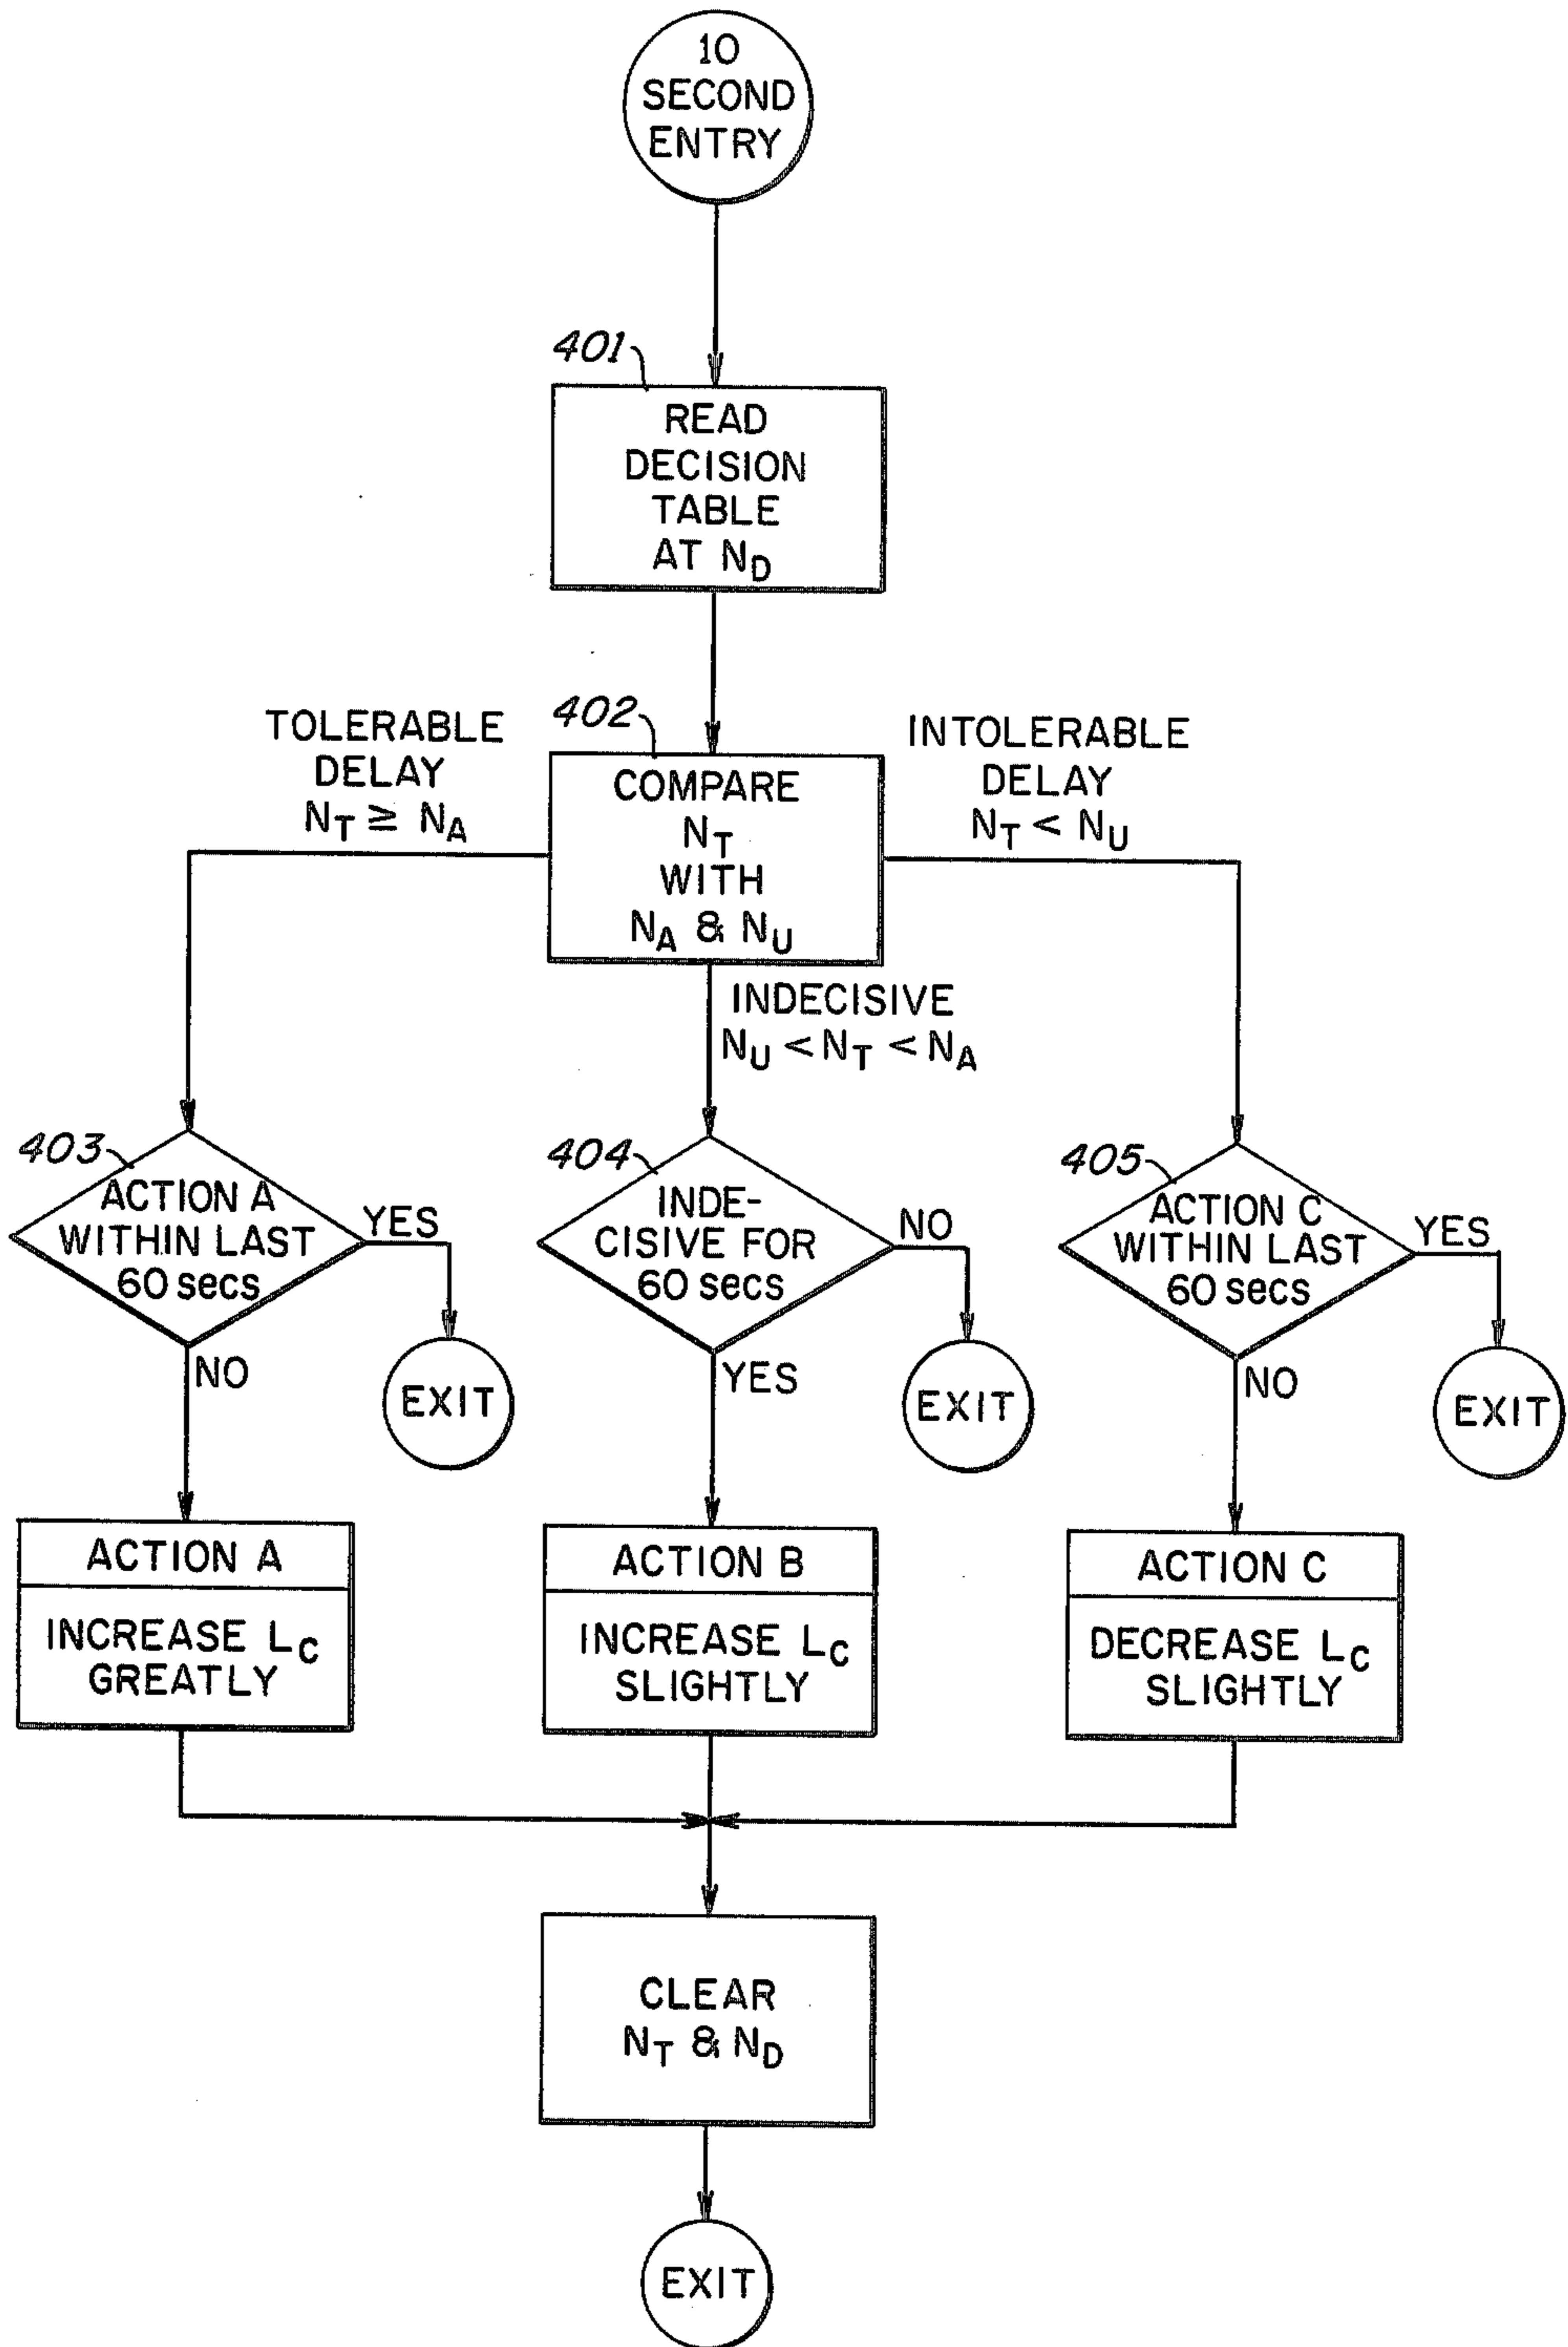 10
SECOND
ENTRY
401
READ
DECISION
TABLE
AT N_D
402
TOLERABLE
DELAY
N_T ≥ N_A
COMPARE
N_T
WITH
N_A & N_U
INTOLERABLE
DELAY
N_T < N_U
INDECISIVE
N_U < N_T < N_A
403
ACTION A
WITHIN LAST
60 secs
YES
NO
EXIT
404
INDE-
CISIVE FOR
60 secs
NO
YES
EXIT
405
ACTION C
WITHIN LAST
60 secs
YES
NO
EXIT
ACTION A
INCREASE L_C
GREATLY
ACTION B
INCREASE L_C
SLIGHTLY
ACTION C
DECREASE L_C
SLIGHTLY
CLEAR
N_T & N_D
EXIT